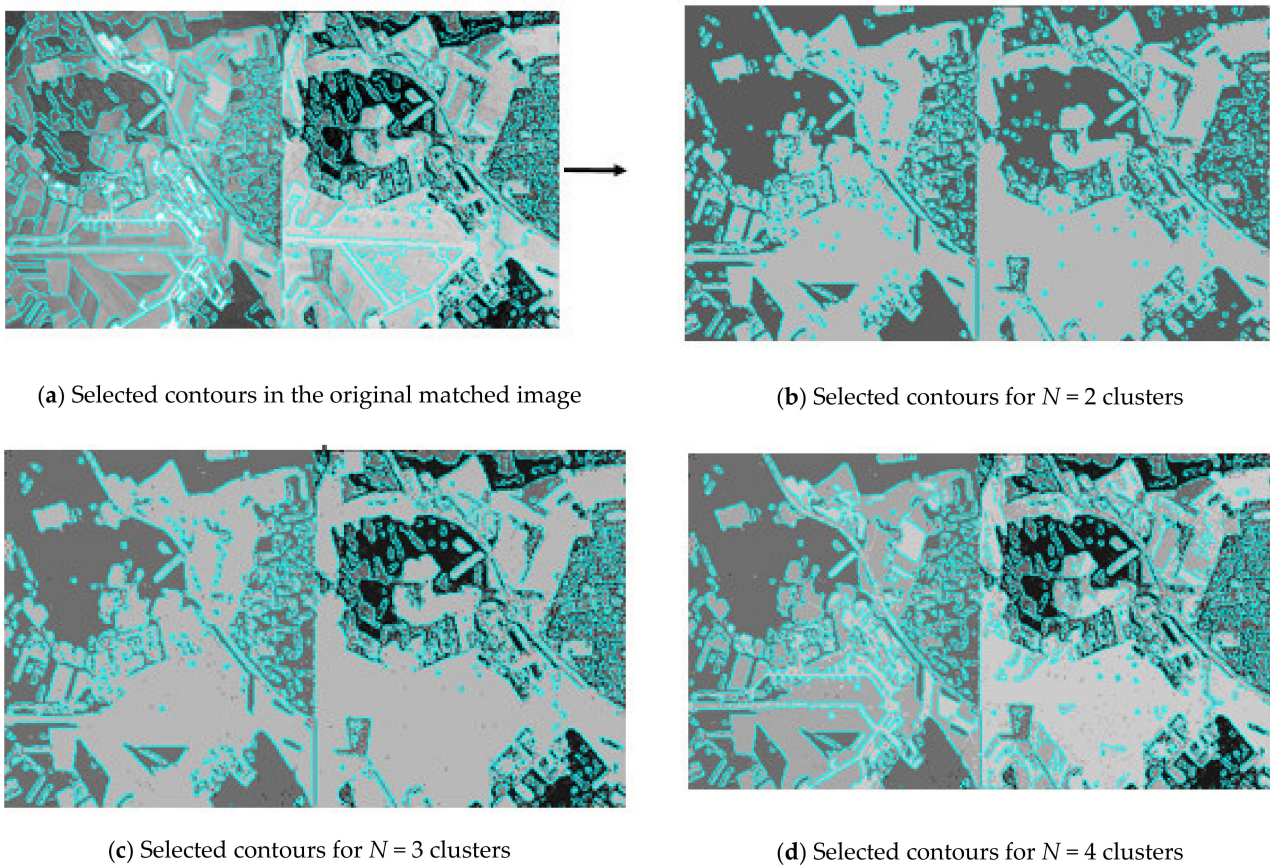 (a) Selected contours in the original matched image
(b) Selected contours for N = 2 clusters
(c) Selected contours for N = 3 clusters
(d) Selected contours for N = 4 clusters